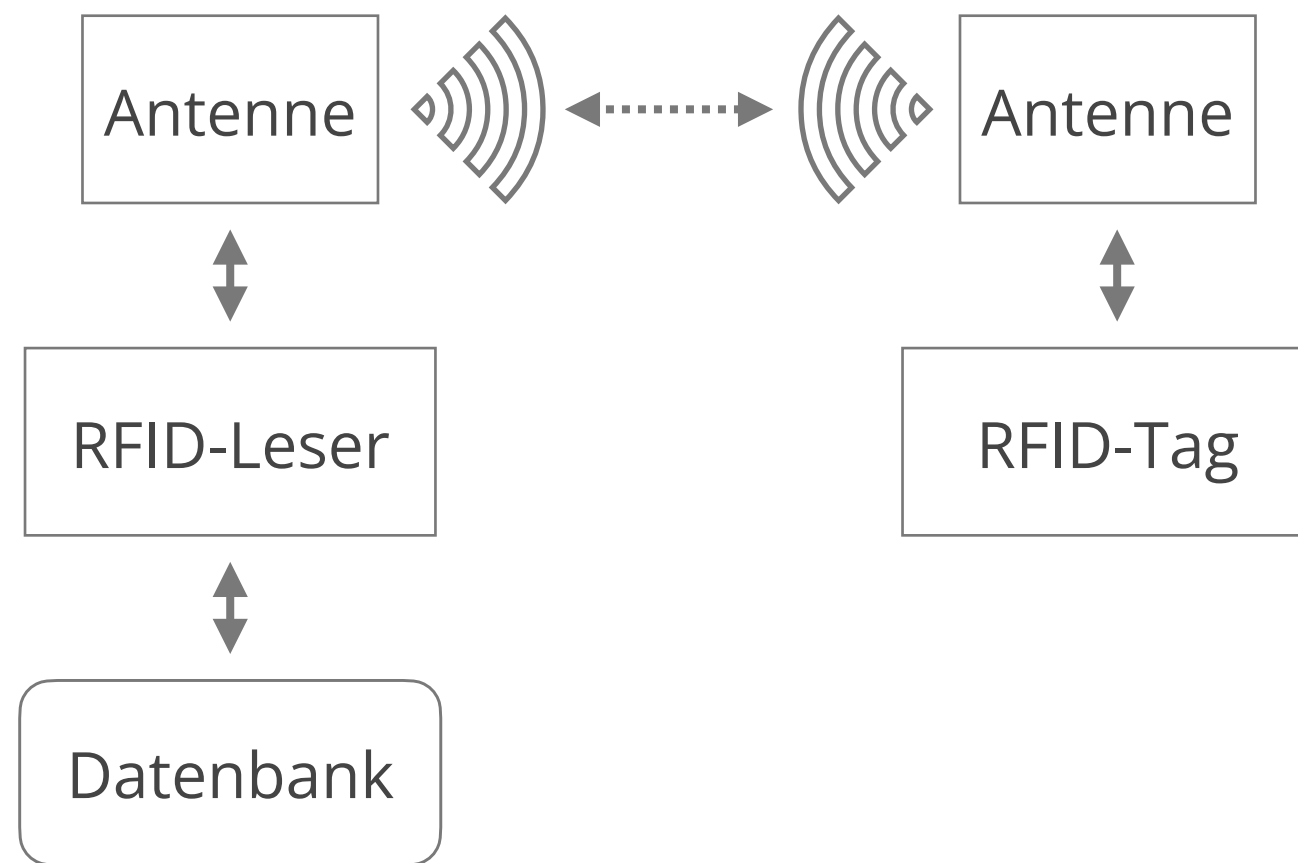 Antenne
Antenne
RFID-Leser
RFID-Tag
Datenbank